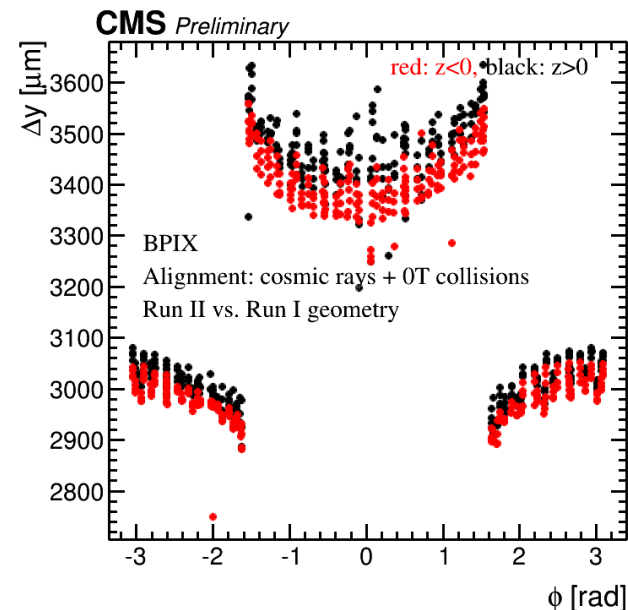 CMS Preliminary
Δy [μm]
red: z<0, black: z>0
3600
3500
3400
3300
3200
3100
3000
2900
2800
BPIX
Alignment: cosmic rays + 0T collisions
Run II vs. Run I geometry
-3 -2 -1 0 1 2 3
ϕ [rad]